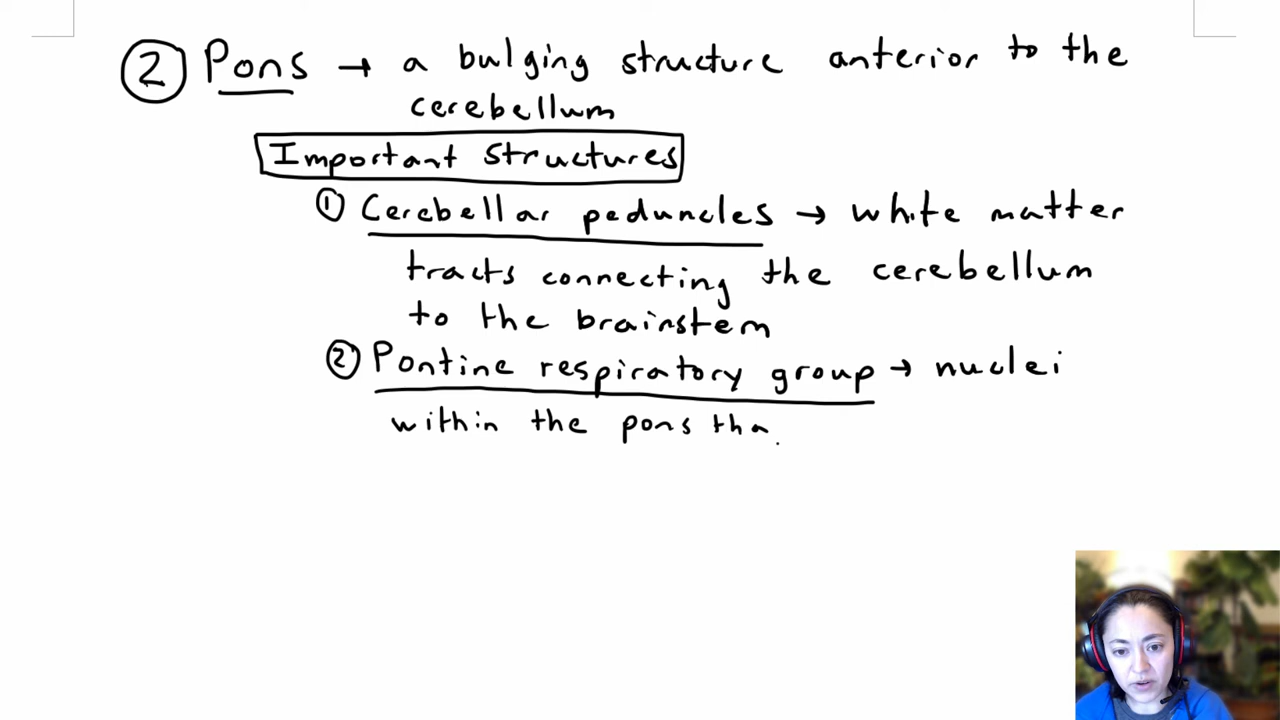 ② Pons → a bulging structure anterior to the
cerebellum
Important Structures
① Cerebellar peduncles → white matter
tracts connecting the cerebellum
to the brainstem
② Pontine respiratory group → nuclei
within the pons tha